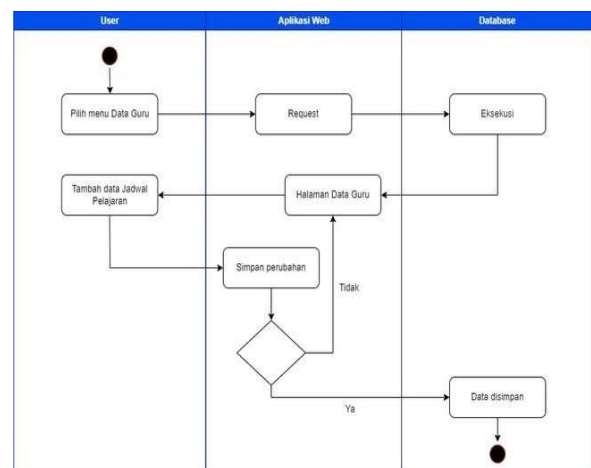 User
Aplikasi Web
Database
Pilih menu Data Guru
Request
Eksekusi
Tambah data Jadwal
Pelajaran
Halaman Data Guru
Simpan perubahan
Tidak
Ya
Data disimpan